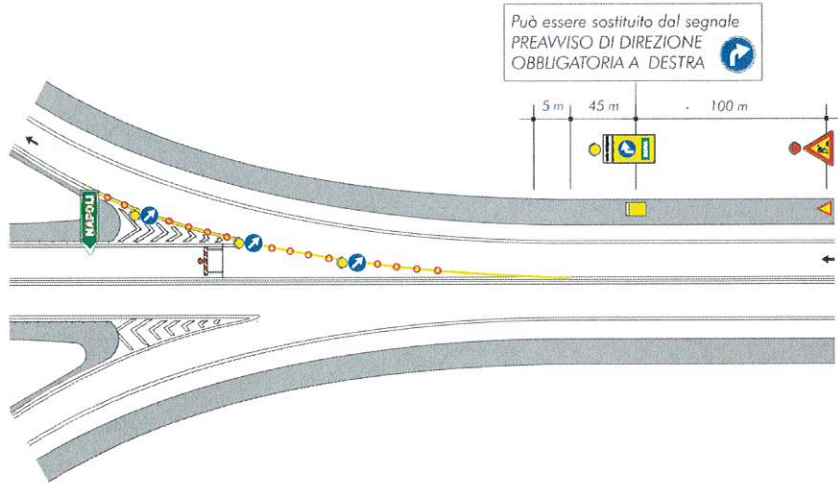 Può essere sostituito dal segnale
PREAVVISO DI DIREZIONE
OBBLIGATORIA A DESTRA
5 m 45 m - 100 m
NAPOLI